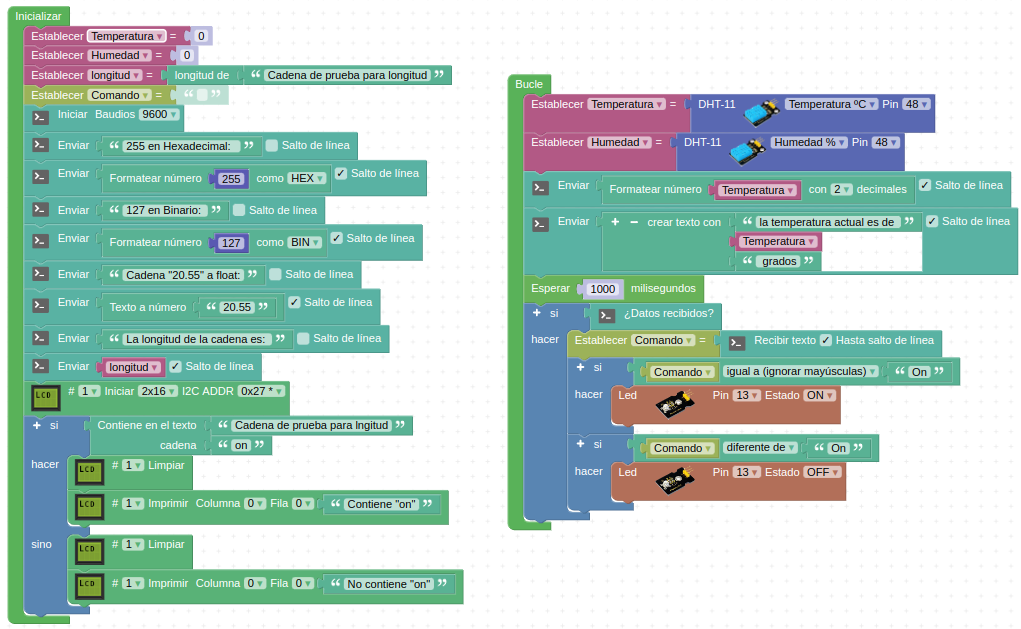 Inicializar
Establecer Temperatura = 0
Establecer Humedad = 0
Establecer longitud = longitud de “ Cadena de prueba para longitud ”
Establecer Comando = “ ”
Iniciar Baudios 9600
Enviar “ 255 en Hexadecimal: ” Salto de línea
Enviar Formatear número 255 como HEX Salto de línea
Enviar “ 127 en Binario: ” Salto de línea
Enviar Formatear número 127 como BIN Salto de línea
Enviar “ Cadena "20.55" a float: ” Salto de línea
Enviar Texto a número “ 20.55 ” Salto de línea
Enviar “ La longitud de la cadena es: ” Salto de línea
Enviar longitud Salto de línea
LCD # 1 Iniciar 2x16 I2C ADDR 0x27 *
+ si Contiene en el texto “ Cadena de prueba para lngitud ”
cadena “ on ”
hacer LCD # 1 Limpiar
LCD # 1 Imprimir Columna 0 Fila 0 “ Contiene "on" ”
sino LCD # 1 Limpiar
LCD # 1 Imprimir Columna 0 Fila 0 “ No contiene "on" ”
Bucle
Establecer Temperatura = DHT-11 Temperatura ºC Pin 48
Establecer Humedad = DHT-11 Humedad % Pin 48
Enviar Formatear número Temperatura con 2 decimales Salto de línea
Enviar + − crear texto con “ la temperatura actual es de ” Salto de línea
Temperatura
“ grados ”
Esperar 1000 milisegundos
+ si ¿Datos recibidos?
hacer Establecer Comando = Recibir texto Hasta salto de línea
+ si Comando igual a (ignorar mayúsculas) “ On ”
hacer Led Pin 13 Estado ON
+ si Comando diferente de “ On ”
hacer Led Pin 13 Estado OFF